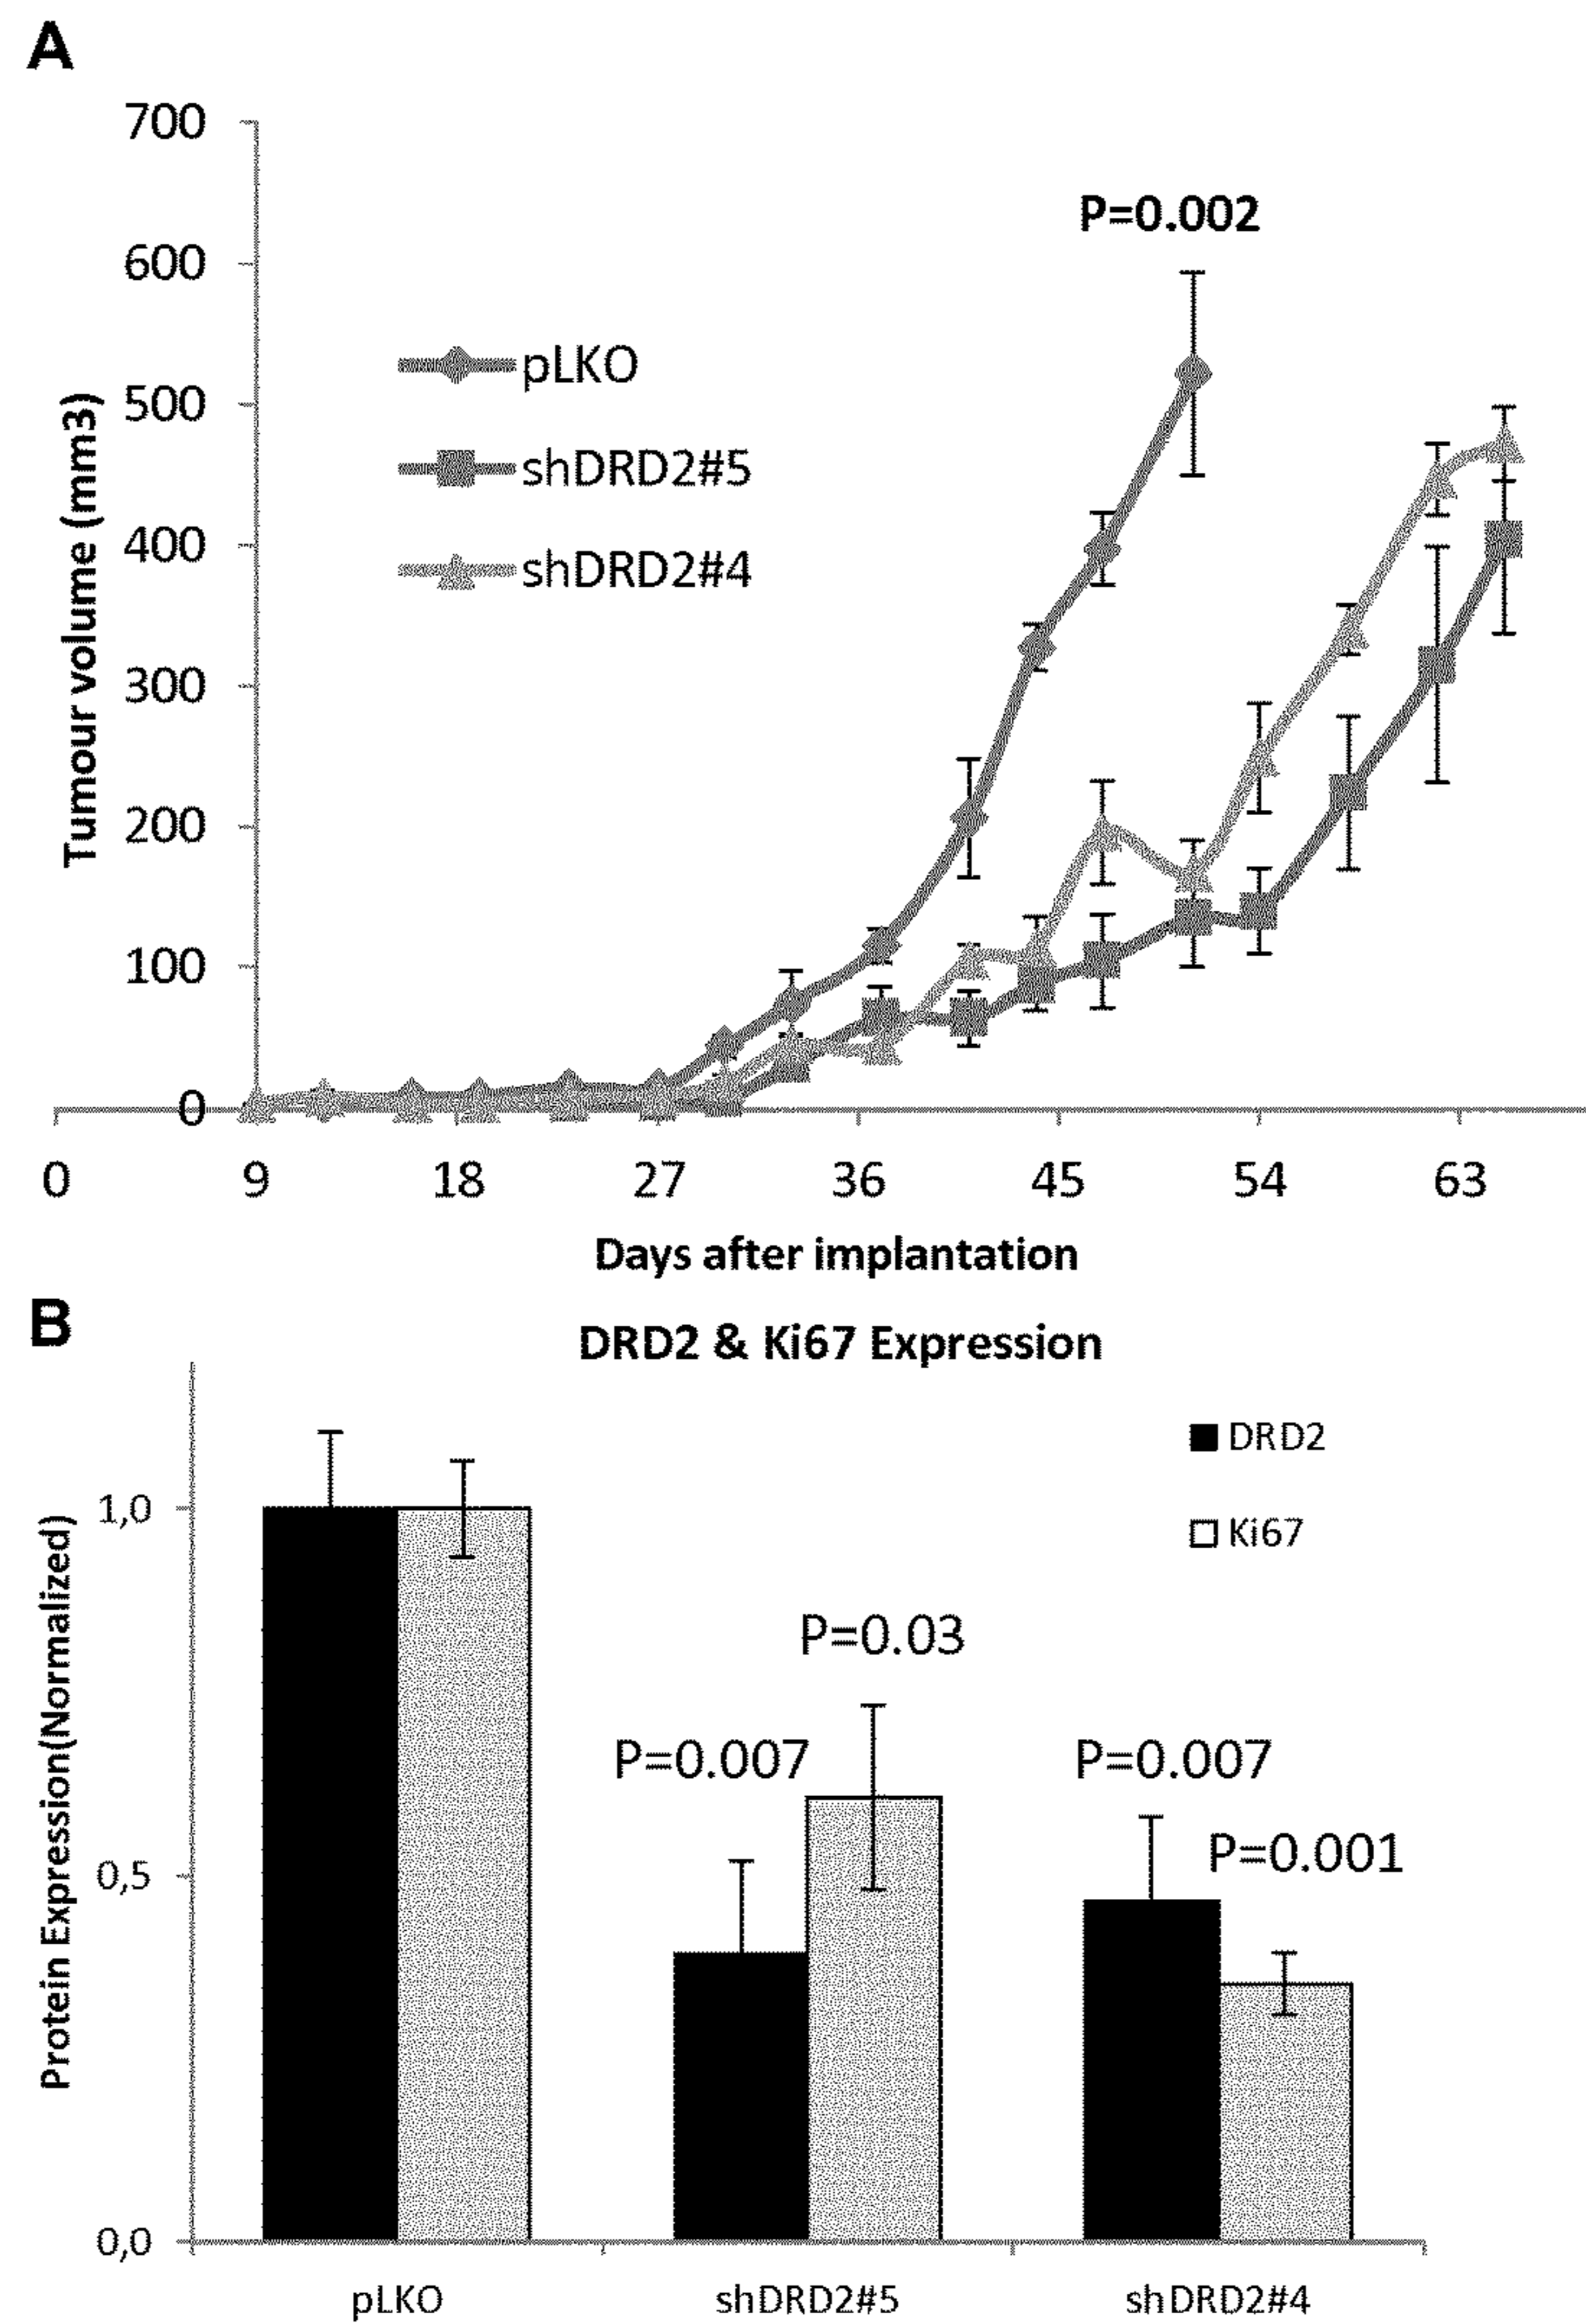 A
700
P=0.002
600
pLKO
500
shDRD2#5
400
shDRD2#4
Tumour volume (mm3)
300
200
100
0
0 9 18 27 36 45 54 63
Days after implantation
B
DRD2 & Ki67 Expression
DRD2
1,0
Ki67
Protein Expression(Normalized)
P=0.03
P=0.007
P=0.007
P=0.001
0,5
0,0
pLKO shDRD2#5 shDRD2#4